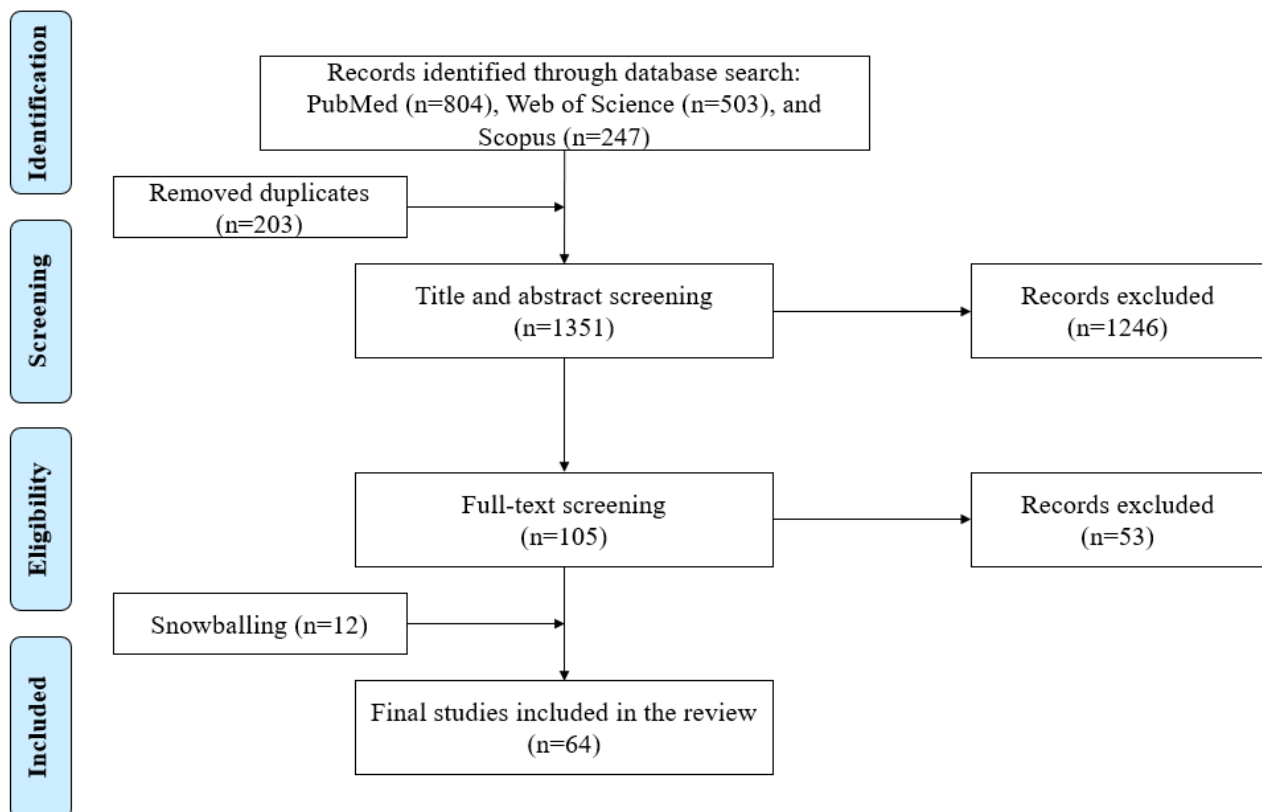 Identification
Records identified through database search:
PubMed (n=804), Web of Science (n=503), and
Scopus (n=247)
Removed duplicates
(n=203)
Screening
Title and abstract screening
(n=1351)
Records excluded
(n=1246)
Eligibility
Full-text screening
(n=105)
Records excluded
(n=53)
Snowballing (n=12)
Included
Final studies included in the review
(n=64)